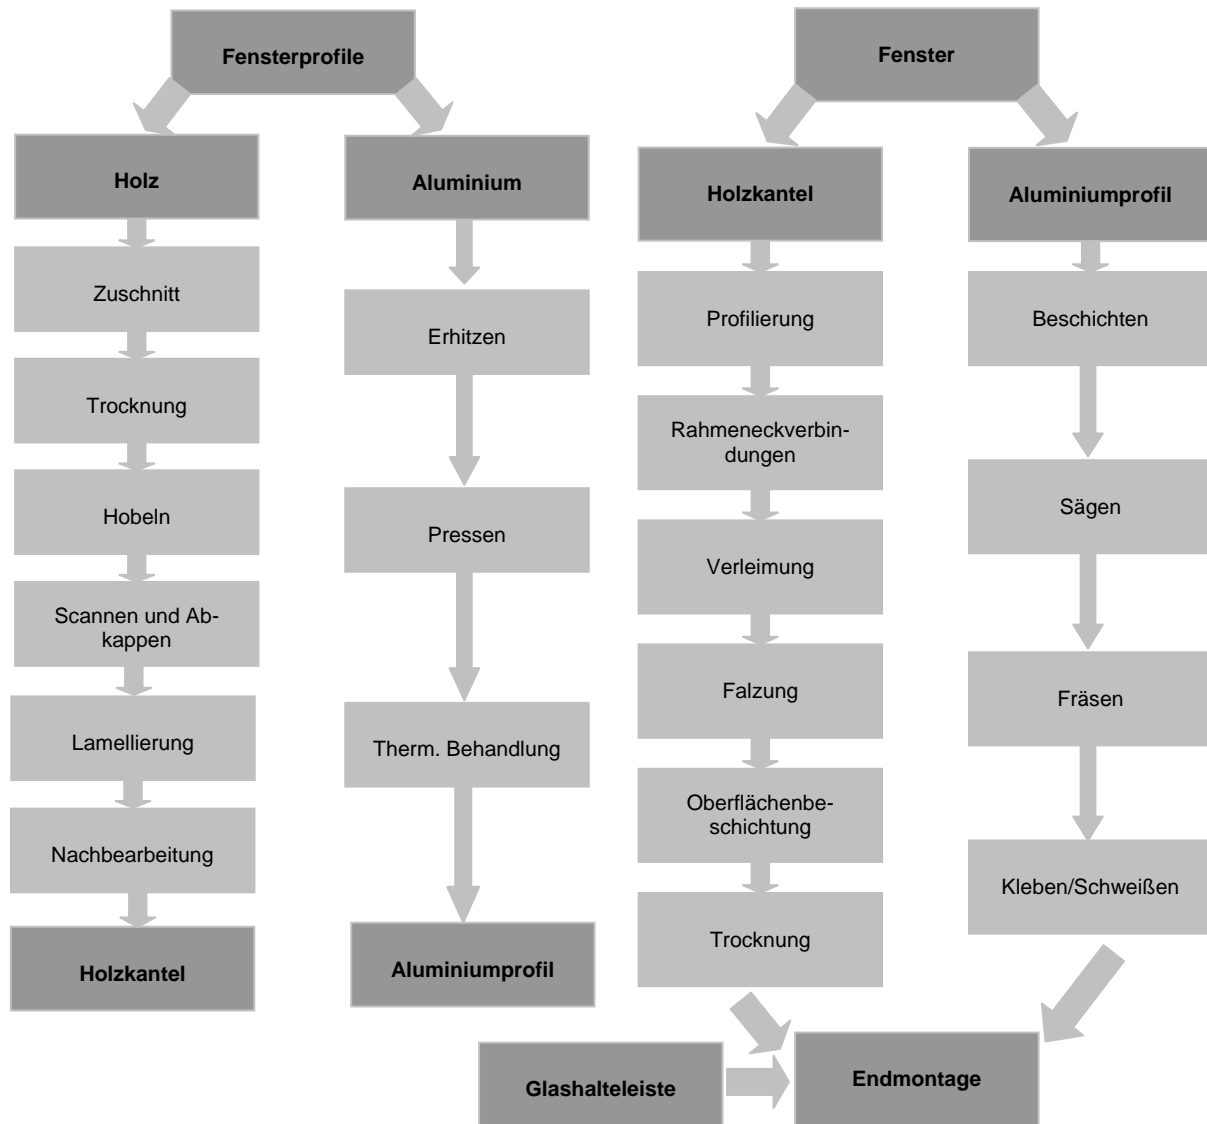 Fensterprofile
Holz
Zuschnitt
Trocknung
Hobeln
Scannen und Ab-
kappen
Lamellierung
Nachbearbeitung
Holzkantel
Aluminium
Erhitzen
Pressen
Therm. Behandlung
Aluminiumprofil
Fenster
Holzkantel
Profilierung
Rahmeneckverbin-
dungen
Verleimung
Falzung
Oberflächenbe-
schichtung
Trocknung
Aluminiumprofil
Beschichten
Sägen
Fräsen
Kleben/Schweißen
Glashalteleiste
Endmontage